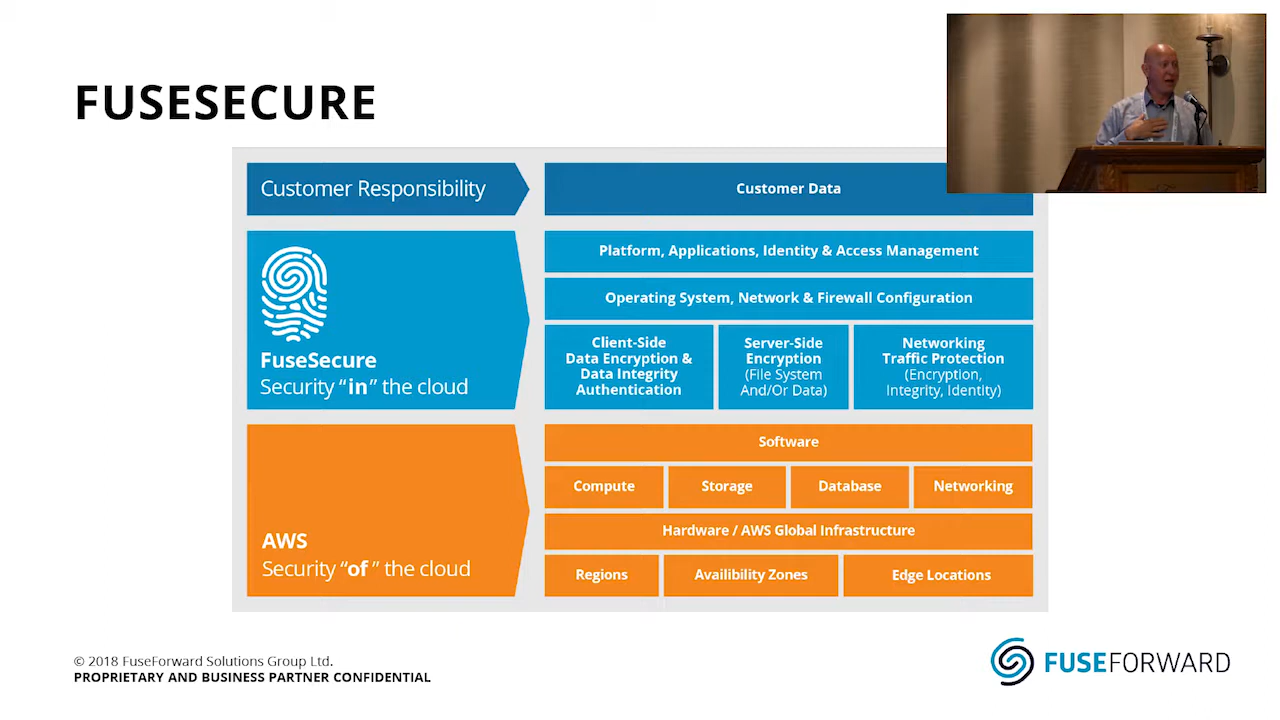 FUSESECURE
Customer Responsibility
Customer Data
FuseSecure
Security “in” the cloud
Platform, Applications, Identity & Access Management
Operating System, Network & Firewall Configuration
Client-Side
Data Encryption &
Data Integrity
Authentication
Server-Side
Encryption
(File System
And/Or Data)
Networking
Traffic Protection
(Encryption,
Integrity, Identity)
AWS
Security “of ” the cloud
Software
Compute
Storage
Database
Networking
Hardware / AWS Global Infrastructure
Regions
Availibility Zones
Edge Locations
© 2018 FuseForward Solutions Group Ltd.
PROPRIETARY AND BUSINESS PARTNER CONFIDENTIAL
FUSEFORWARD